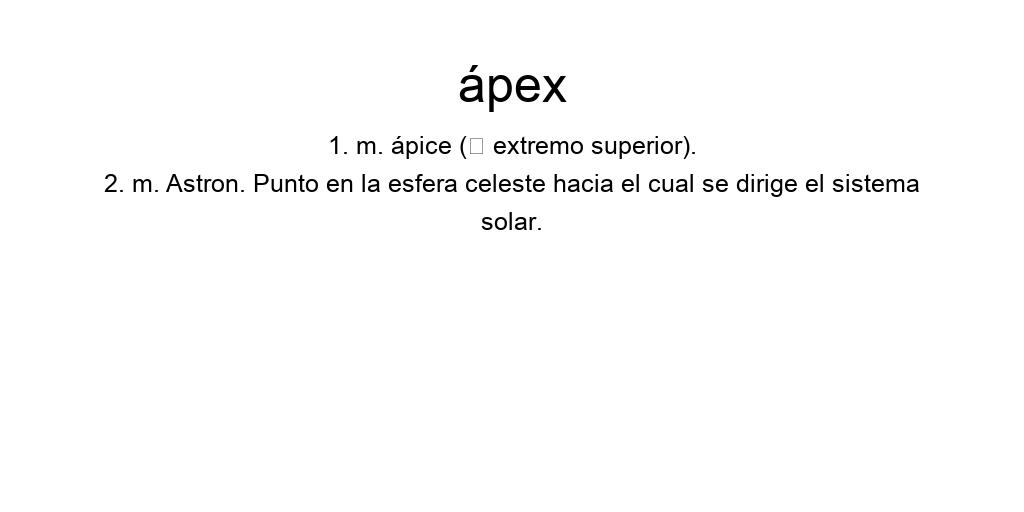 ápex
1. m. ápice (□ extremo superior).
2. m. Astron. Punto en la esfera celeste hacia el cual se dirige el sistema
solar.